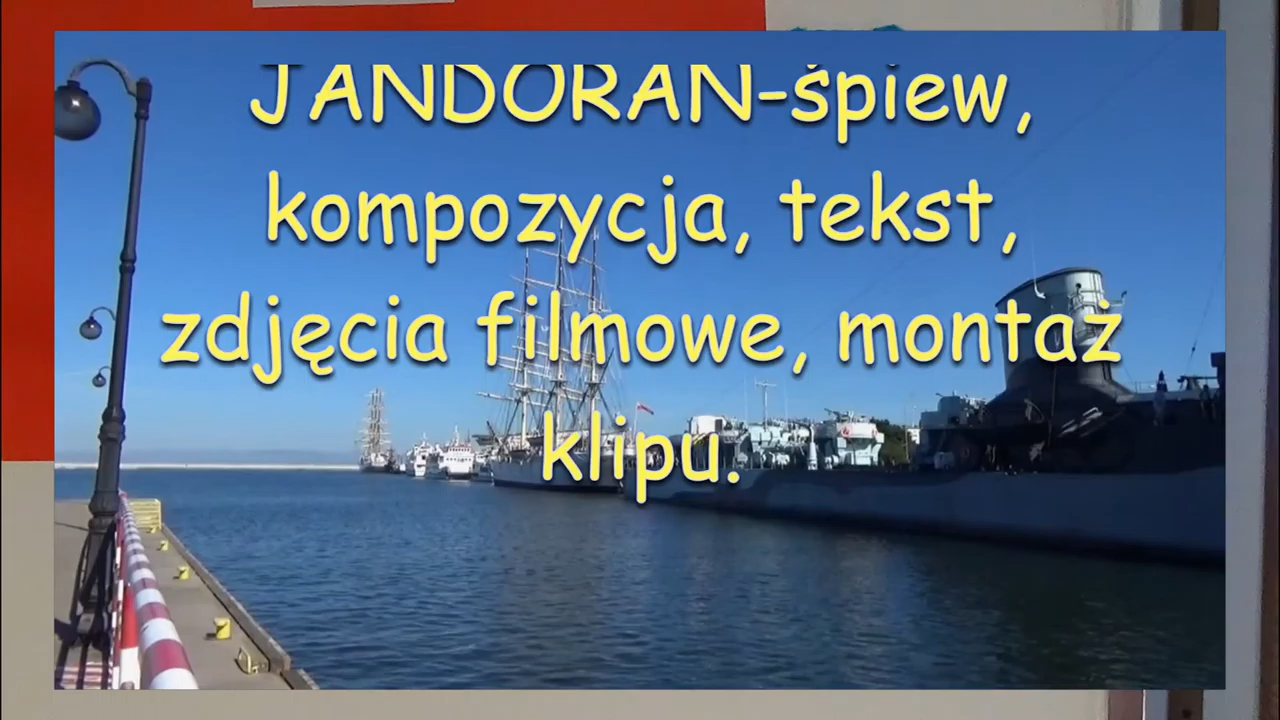 JANDORAN-śpiew,
kompozycja, tekst,
zdjęcia filmowe, montaż
klipu.